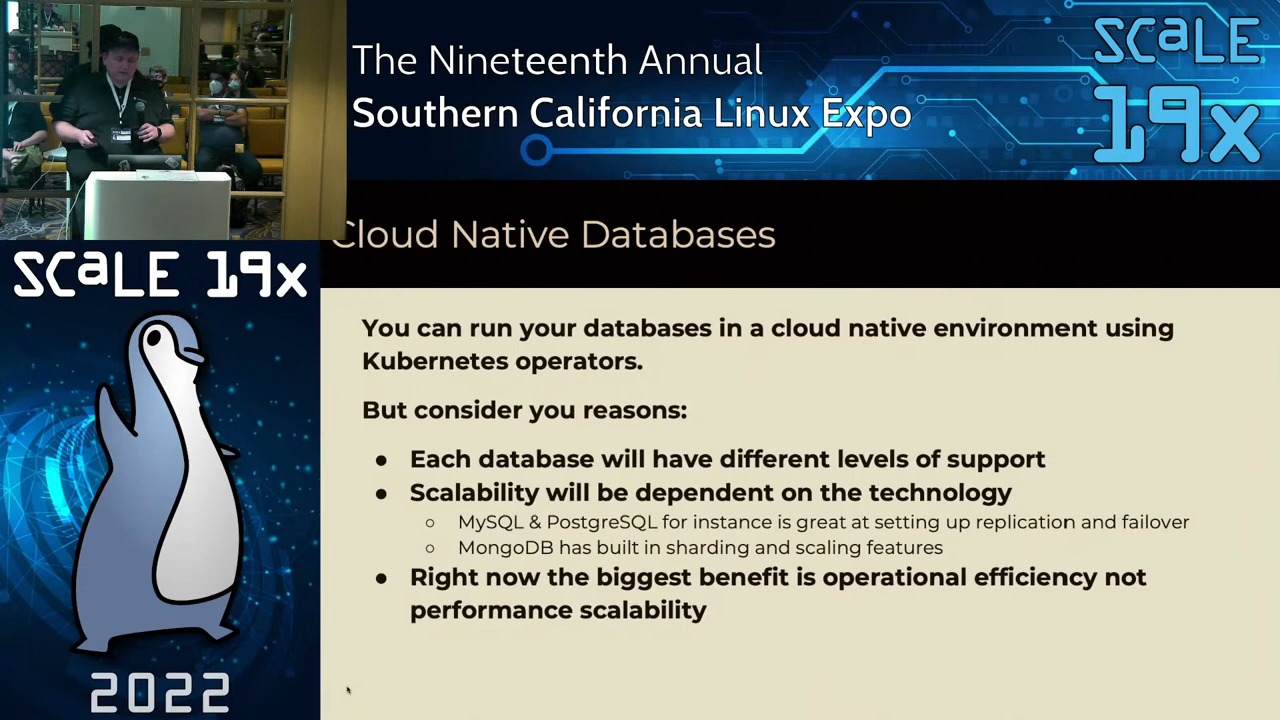 The Nineteenth Annual
Southern California Linux Expo
SCaLE
19x
Cloud Native Databases
SCaLE 19x
2022
You can run your databases in a cloud native environment using
Kubernetes operators.
But consider you reasons:
● Each database will have different levels of support
● Scalability will be dependent on the technology
○ MySQL & PostgreSQL for instance is great at setting up replication and failover
○ MongoDB has built in sharding and scaling features
● Right now the biggest benefit is operational efficiency not
performance scalability